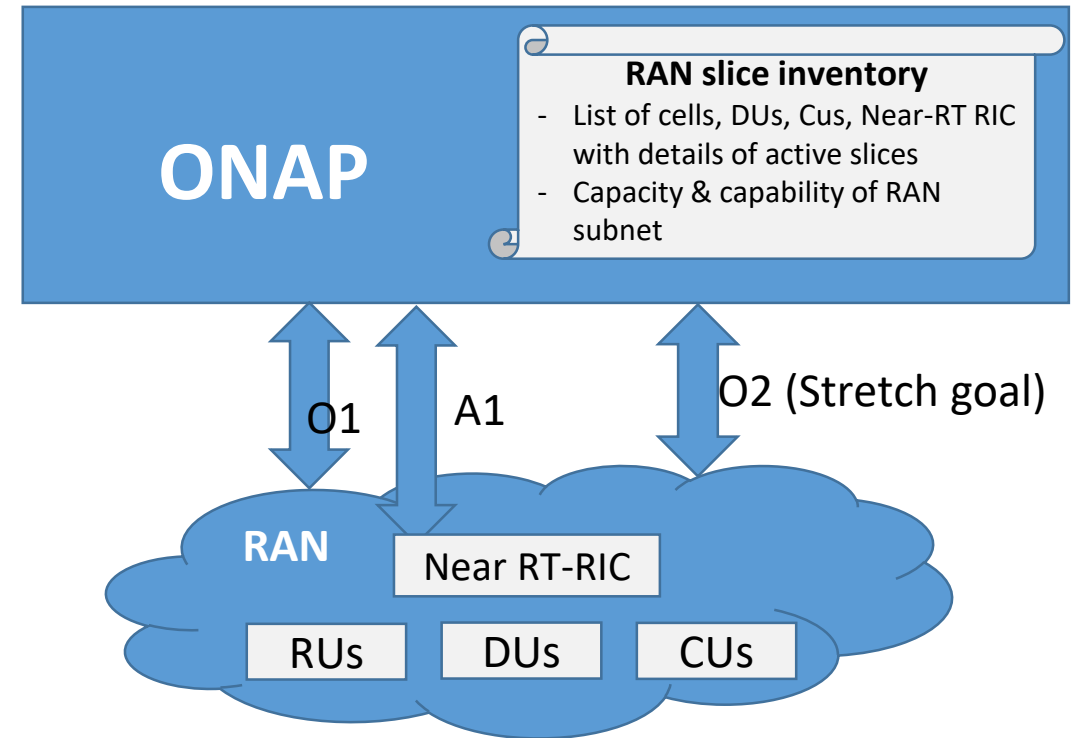 ONAP
RAN slice inventory
- List of cells, DUs, Cus, Near-RT RIC
with details of active slices
- Capacity & capability of RAN
subnet
O1
A1
O2 (Stretch goal)
RAN
Near RT-RIC
RUs
DUs
CUs